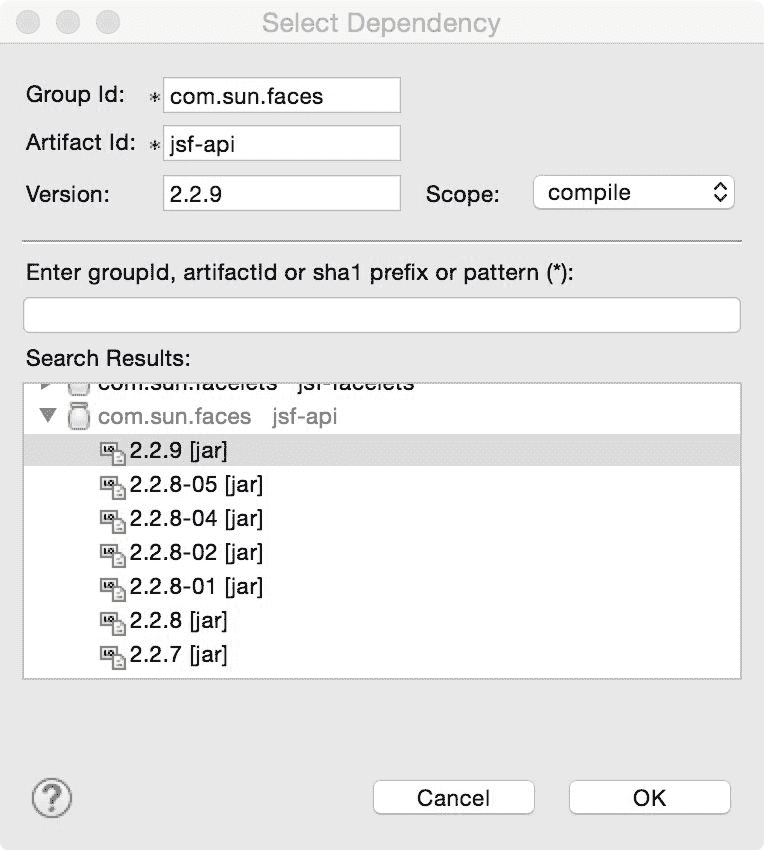 Select Dependency
Group Id: * com.sun.faces
Artifact Id: * jsf-api
Version: 2.2.9 Scope: compile
Enter groupId, artifactId or sha1 prefix or pattern (*):
Search Results:
com.sun.facelets jsf-facelets
com.sun.faces jsf-api
2.2.9 [jar]
2.2.8-05 [jar]
2.2.8-04 [jar]
2.2.8-02 [jar]
2.2.8-01 [jar]
2.2.8 [jar]
2.2.7 [jar]
? Cancel OK